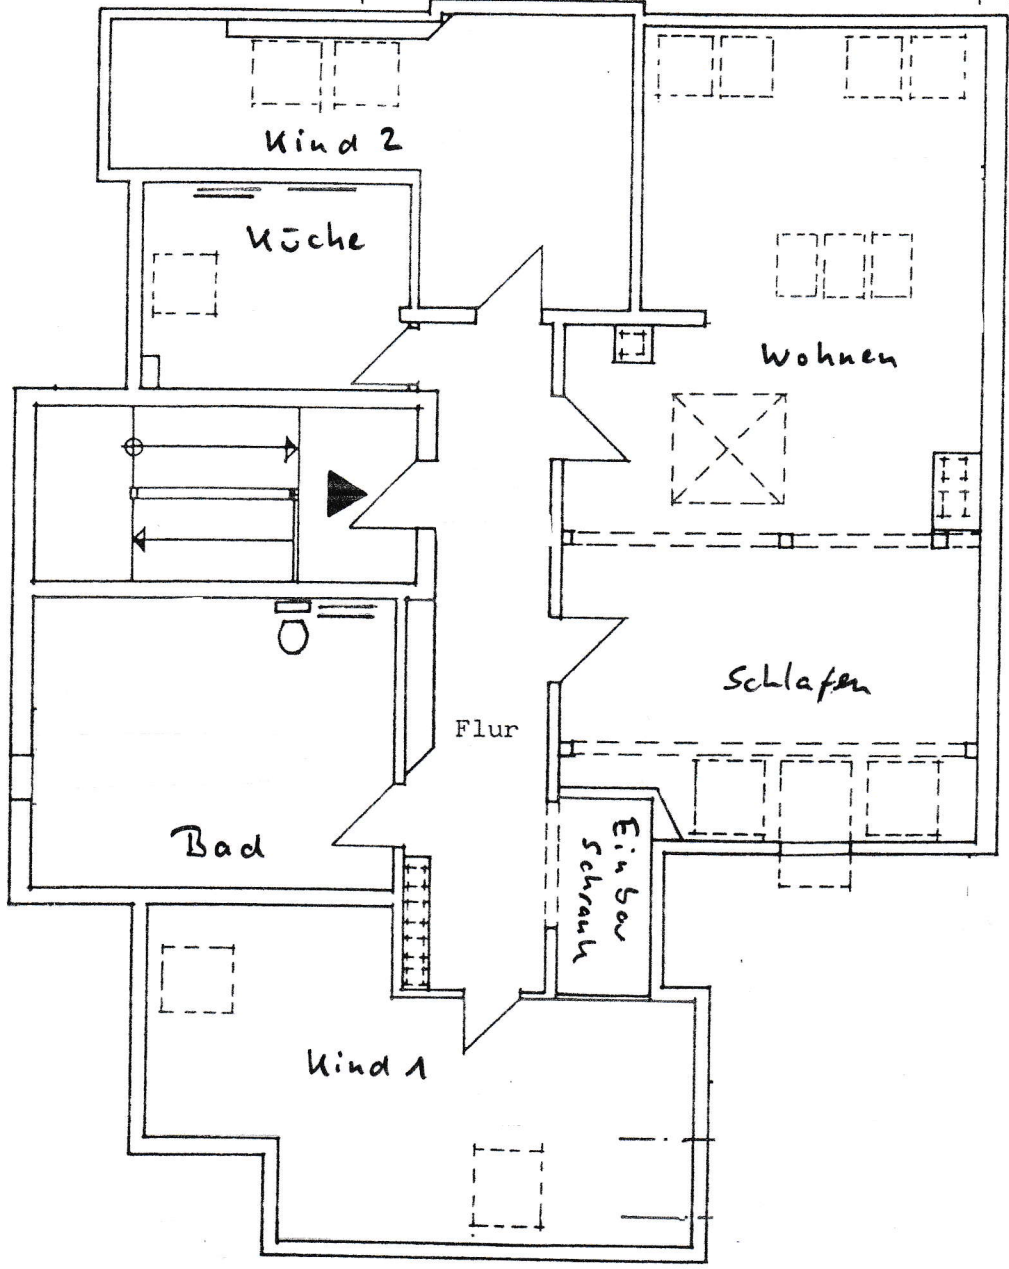 Kind 2
Küche
Wohnen
Schlafen
Flur
Bad
Einbau
schrank
Kind 1